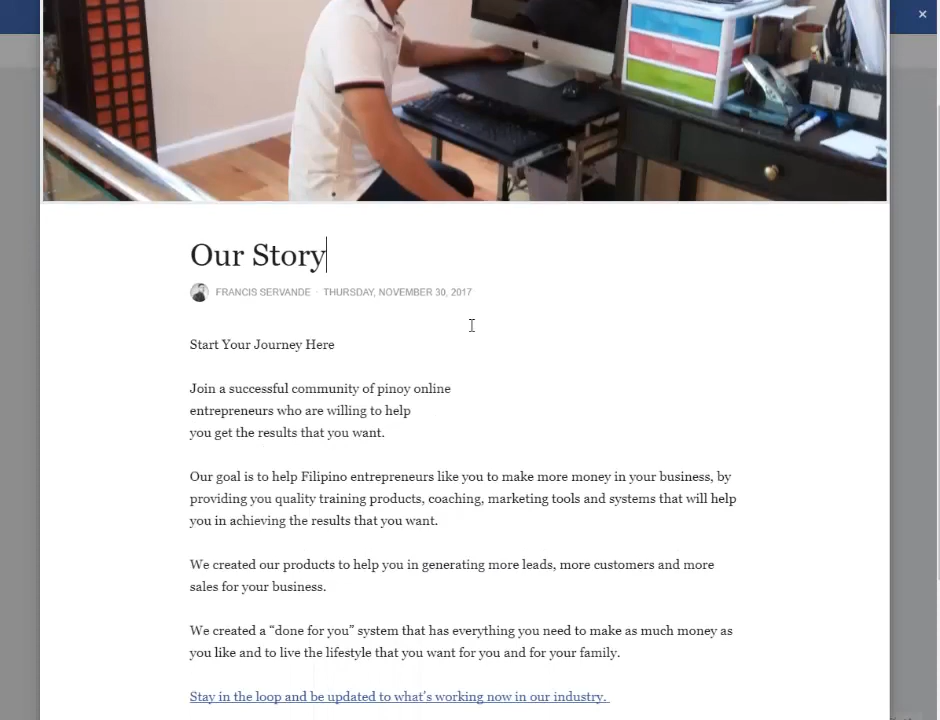 Our Story
FRANCIS SERVANDE · THURSDAY, NOVEMBER 30, 2017
Start Your Journey Here
Join a successful community of pinoy online
entrepreneurs who are willing to help
you get the results that you want.
Our goal is to help Filipino entrepreneurs like you to make more money in your business, by
providing you quality training products, coaching, marketing tools and systems that will help
you in achieving the results that you want.
We created our products to help you in generating more leads, more customers and more
sales for your business.
We created a “done for you” system that has everything you need to make as much money as
you like and to live the lifestyle that you want for you and for your family.
Stay in the loop and be updated to what's working now in our industry.